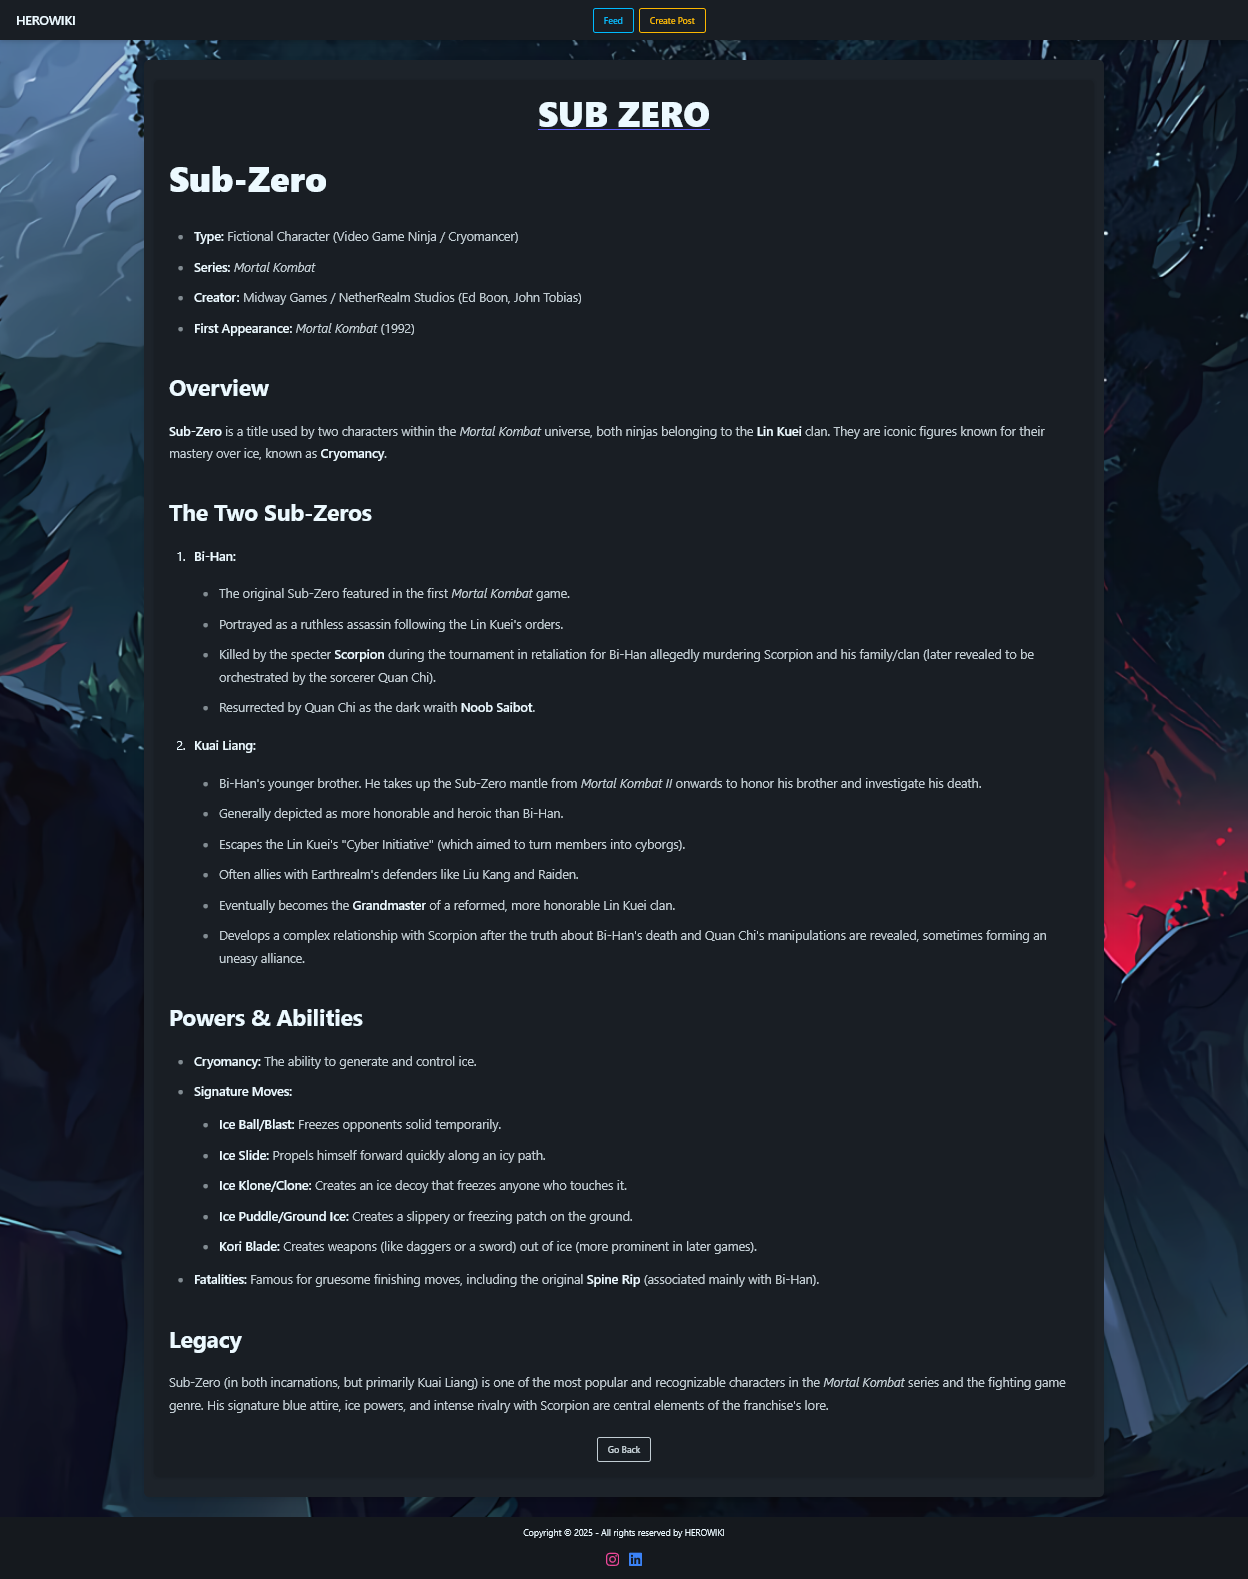 HEROWIKI
Feed
Create Post
SUB ZERO
Sub-Zero
Type: Fictional Character (Video Game Ninja / Cryomancer)
Series: Mortal Kombat
Creator: Midway Games / NetherRealm Studios (Ed Boon, John Tobias)
First Appearance: Mortal Kombat (1992)
Overview
Sub-Zero is a title used by two characters within the Mortal Kombat universe, both ninjas belonging to the Lin Kuei clan. They are iconic figures known for their
mastery over ice, known as Cryomancy.
The Two Sub-Zeros
1. Bi-Han:
The original Sub-Zero featured in the first Mortal Kombat game.
Portrayed as a ruthless assassin following the Lin Kuei's orders.
Killed by the specter Scorpion during the tournament in retaliation for Bi-Han allegedly murdering Scorpion and his family/clan (later revealed to be
orchestrated by the sorcerer Quan Chi).
Resurrected by Quan Chi as the dark wraith Noob Saibot.
2. Kuai Liang:
Bi-Han's younger brother. He takes up the Sub-Zero mantle from Mortal Kombat II onwards to honor his brother and investigate his death.
Generally depicted as more honorable and heroic than Bi-Han.
Escapes the Lin Kuei's "Cyber Initiative" (which aimed to turn members into cyborgs).
Often allies with Earthrealm's defenders like Liu Kang and Raiden.
Eventually becomes the Grandmaster of a reformed, more honorable Lin Kuei clan.
Develops a complex relationship with Scorpion after the truth about Bi-Han's death and Quan Chi's manipulations are revealed, sometimes forming an
uneasy alliance.
Powers & Abilities
Cryomancy: The ability to generate and control ice.
Signature Moves:
Ice Ball/Blast: Freezes opponents solid temporarily.
Ice Slide: Propels himself forward quickly along an icy path.
Ice Klone/Clone: Creates an ice decoy that freezes anyone who touches it.
Ice Puddle/Ground Ice: Creates a slippery or freezing patch on the ground.
Kori Blade: Creates weapons (like daggers or a sword) out of ice (more prominent in later games).
Fatalities: Famous for gruesome finishing moves, including the original Spine Rip (associated mainly with Bi-Han).
Legacy
Sub-Zero (in both incarnations, but primarily Kuai Liang) is one of the most popular and recognizable characters in the Mortal Kombat series and the fighting game
genre. His signature blue attire, ice powers, and intense rivalry with Scorpion are central elements of the franchise's lore.
Go Back
Copyright © 2025 - All rights reserved by HEROWIKI